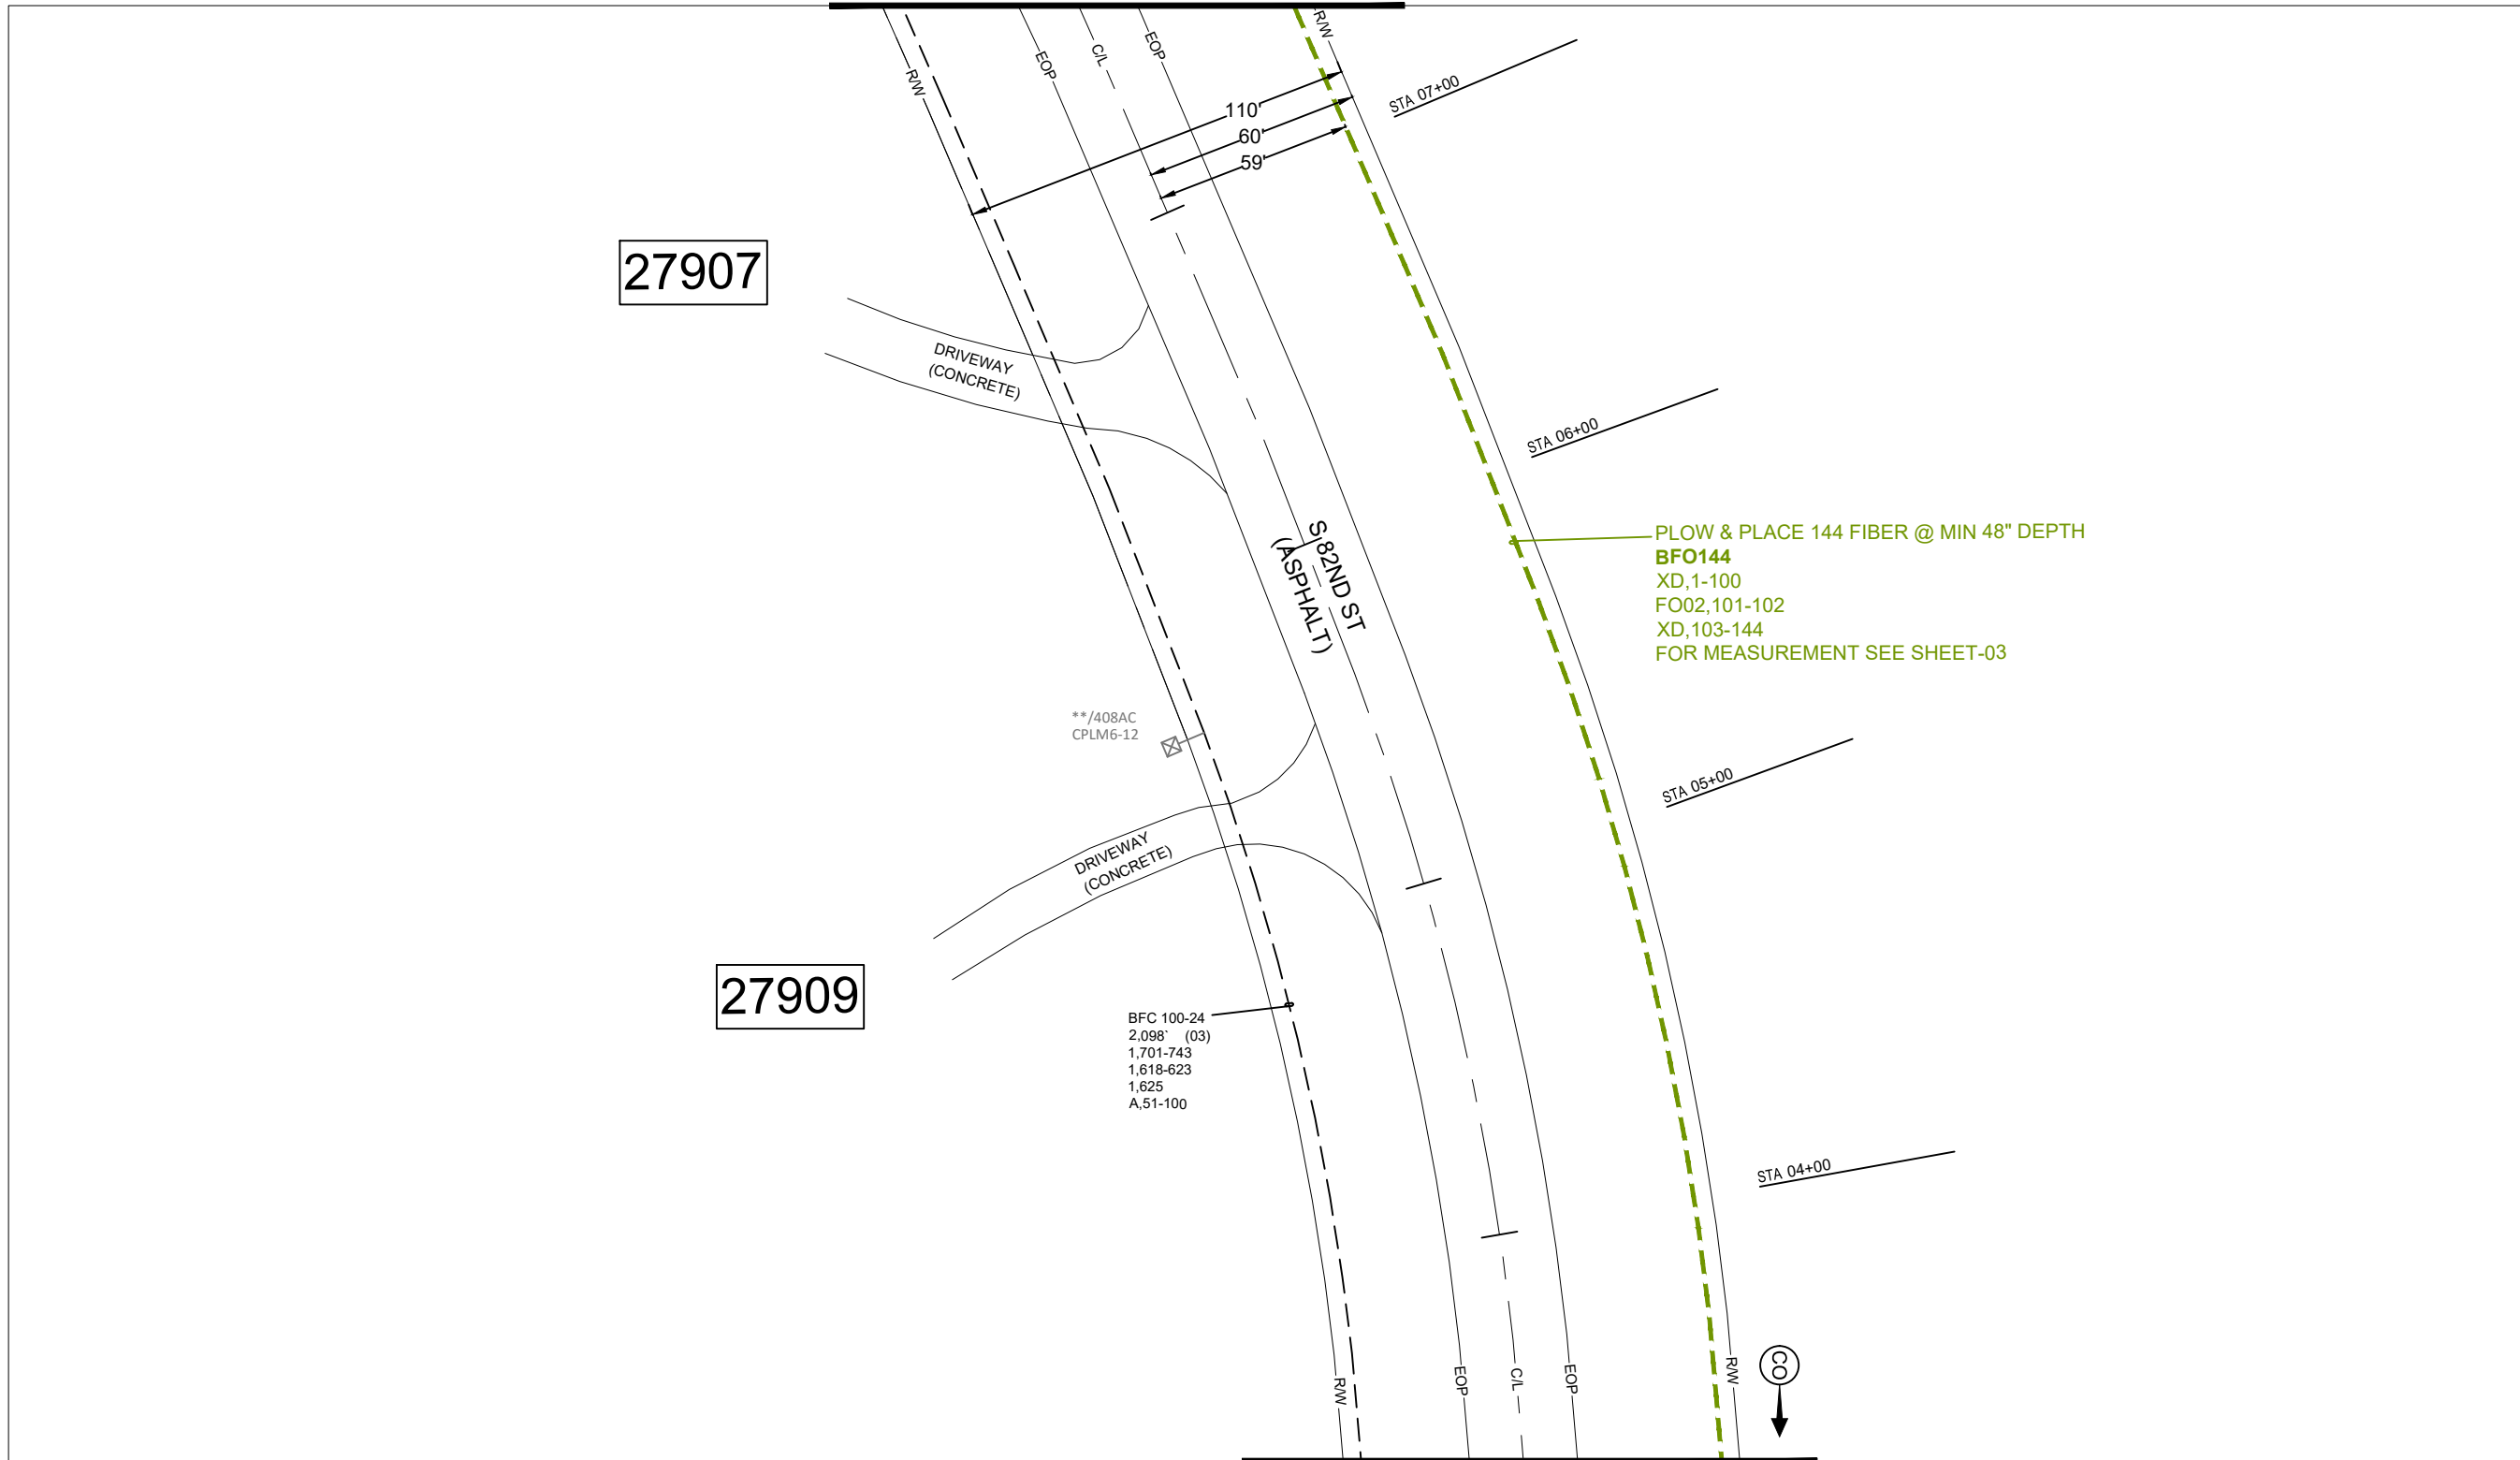 R/W
EOP
C/L
EOP
R/W
STA 07+00
110'
60'
59'
27907
DRIVEWAY
(CONCRETE)
STA 06+00
S 82ND ST
(ASPHALT)
PLOW & PLACE 144 FIBER @ MIN 48" DEPTH
BFO144
XD,1-100
FO02,101-102
XD,103-144
FOR MEASUREMENT SEE SHEET-03
**/408AC
CPLM6-12
STA 05+00
DRIVEWAY
(CONCRETE)
27909
BFC 100-24
2,098` (03)
1,701-743
1,618-623
1,625
A,51-100
STA 04+00
R/W
EOP
C/L
EOP
R/W
CO